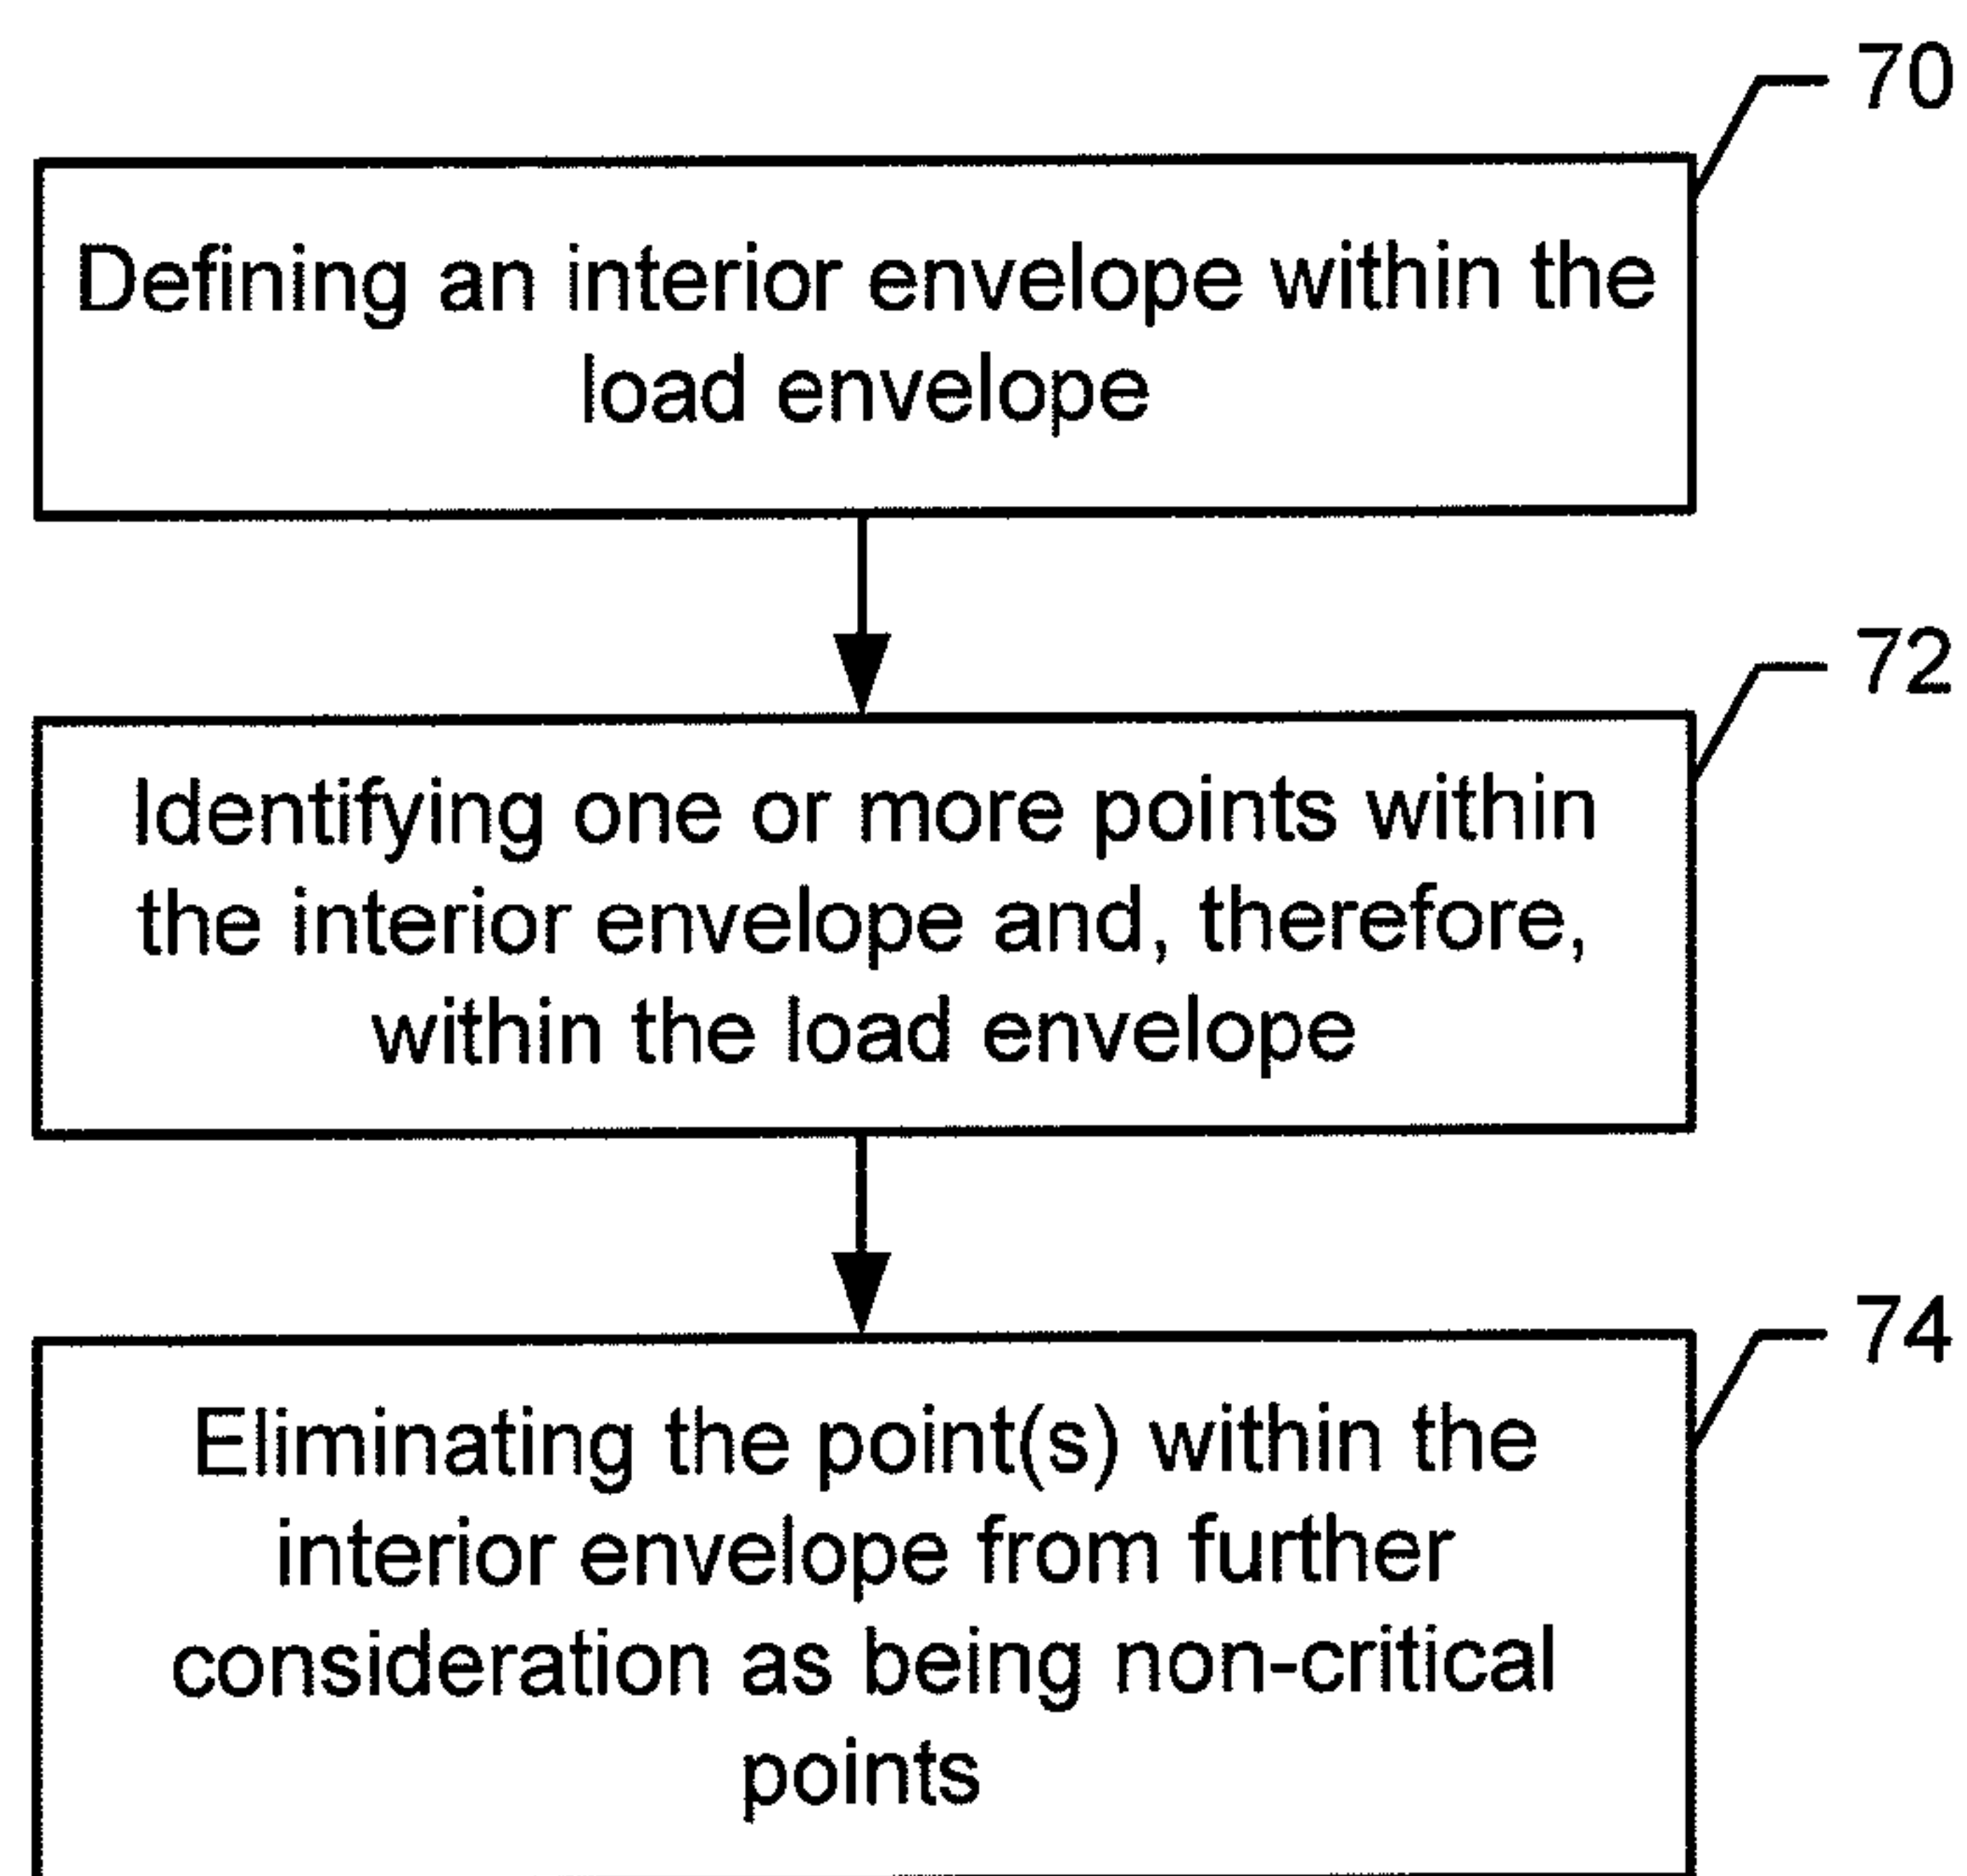 70
Defining an interior envelope within the
load envelope
72
Identifying one or more points within
the interior envelope and, therefore,
within the load envelope
74
Eliminating the point(s) within the
interior envelope from further
consideration as being non-critical
points